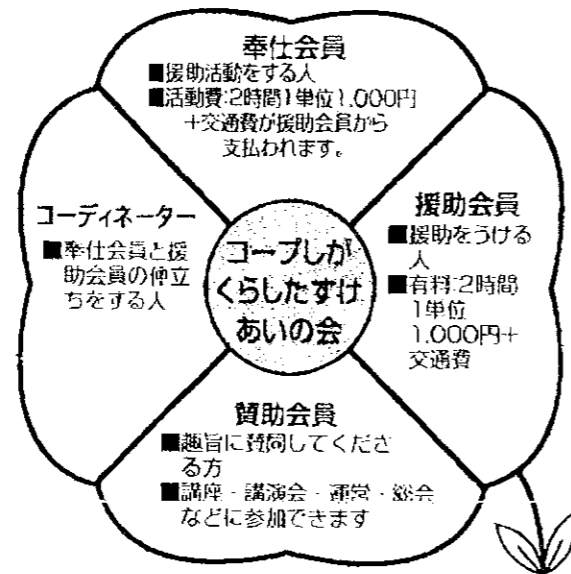 奉仕会員
■援助活動をする人
■活動費:2時間1単位1,000円
+交通費が援助会員から
支払われます。
コーディネーター
■奉仕会員と援
助会員の仲立
ちをする人
コープしが
くらしたすけ
あいの会
援助会員
■援助をうける
人
■有料:2時間
1単位
1,000円+
交通費
賛助会員
■趣旨に賛同してくださ
る方
■講座・講演会・運営・総会
などに参加できます